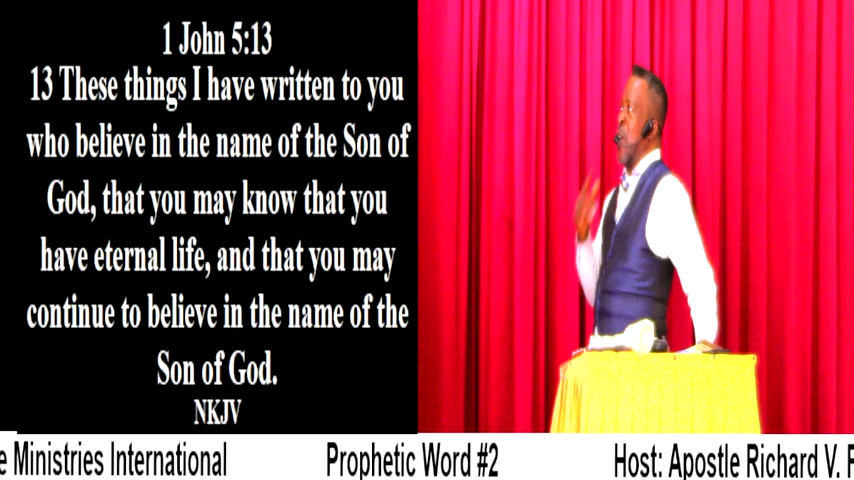 1 John 5:13
13 These things I have written to you
who believe in the name of the Son of
God, that you may know that you
have eternal life, and that you may
continue to believe in the name of the
Son of God.
NKJV
Ministries International Prophetic Word #2 Host: Apostle Richard V.